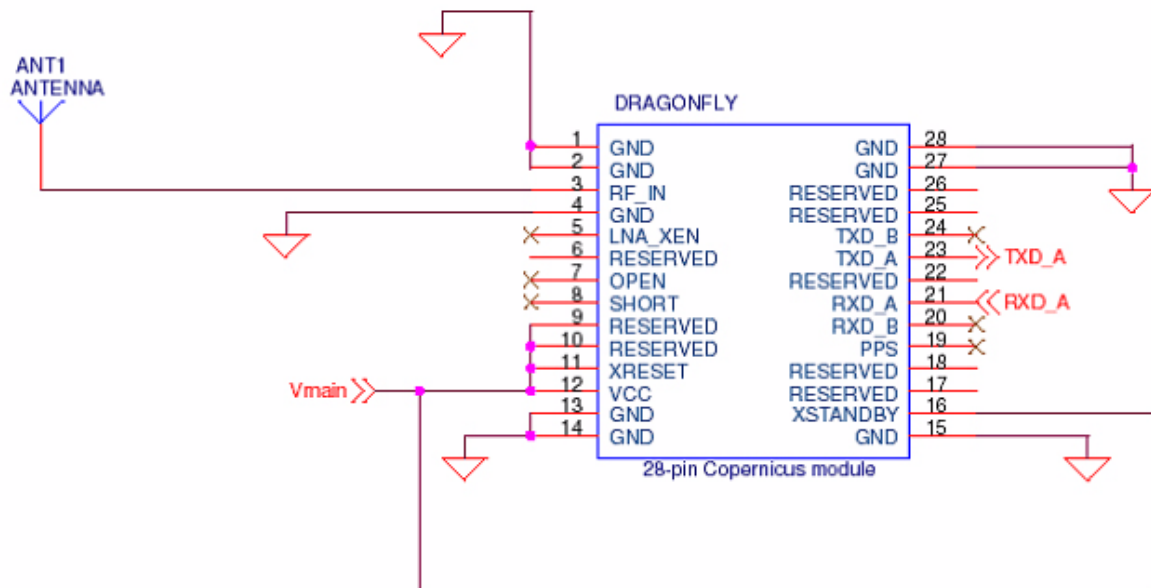 ANT1
ANTENNA
DRAGONFLY
1 GND GND 28
2 GND GND 27
3 RF_IN RESERVED 26
4 GND RESERVED 25
5 LNA_XEN TXD_B 24
6 RESERVED TXD_A 23 TXD_A
7 OPEN RESERVED 22
8 SHORT RXD_A 21 RXD_A
9 RESERVED RXD_B 20
10 RESERVED PPS 19
11 XRESET RESERVED 18
Vmain 12 VCC RESERVED 17
13 GND XSTANDBY 16
14 GND GND 15
28-pin Copernicus module